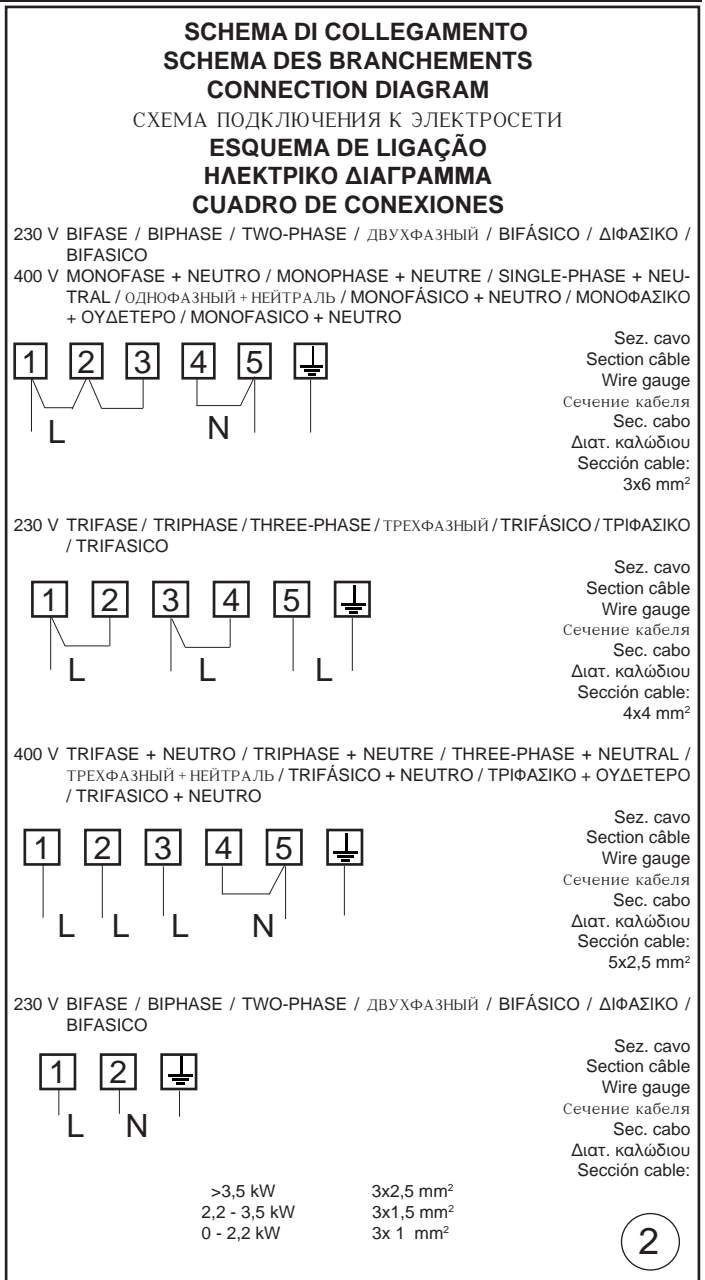 SCHEMA DI COLLEGAMENTO
SCHEMA DES BRANCHEMENTS
CONNECTION DIAGRAM
СХЕМА ПОДКЛЮЧЕНИЯ К ЭЛЕКТРОСЕТИ
ESQUEMA DE LIGAÇÃO
ΗΛΕΚΤΡΙΚΟ ΔΙΑΓΡΑΜΜΑ
CUADRO DE CONEXIONES
230 V BIFASE / BIPHASE / TWO-PHASE / ДВУХФАЗНЫЙ / BIFÁSICO / ΔΙΦΑΣΙΚΟ /
BIFASICO
400 V MONOFASE + NEUTRO / MONOPHASE + NEUTRE / SINGLE-PHASE + NEU-
TRAL / ОДНОФАЗНЫЙ + НЕЙТРАЛЬ / MONOFÁSICO + NEUTRO / ΜΟΝΟΦΑΣΙΚΟ
+ ΟΥΔΕΤΕΡΟ / MONOFASICO + NEUTRO
1 2 3 4 5
L N
Sez. cavo
Section câble
Wire gauge
Сечение кабеля
Sec. cabo
Διατ. καλώδιου
Sección cable:
3x6 mm²
230 V TRIFASE / TRIPHASE / THREE-PHASE / ТРЕХФАЗНЫЙ / TRIFÁSICO / ΤΡΙΦΑΣΙΚΟ
/ TRIFASICO
1 2 3 4 5
L L L
Sez. cavo
Section câble
Wire gauge
Сечение кабеля
Sec. cabo
Διατ. καλώδιου
Sección cable:
4x4 mm²
400 V TRIFASE + NEUTRO / TRIPHASE + NEUTRE / THREE-PHASE + NEUTRAL /
ТРЕХФАЗНЫЙ + НЕЙТРАЛЬ / TRIFÁSICO + NEUTRO / ΤΡΙΦΑΣΙΚΟ + ΟΥΔΕΤΕΡΟ
/ TRIFASICO + NEUTRO
1 2 3 4 5
L L L N
Sez. cavo
Section câble
Wire gauge
Сечение кабеля
Sec. cabo
Διατ. καλώδιου
Sección cable:
5x2,5 mm²
230 V BIFASE / BIPHASE / TWO-PHASE / ДВУХФАЗНЫЙ / BIFÁSICO / ΔΙΦΑΣΙΚΟ /
BIFASICO
1 2
L N
Sez. cavo
Section câble
Wire gauge
Сечение кабеля
Sec. cabo
Διατ. καλώδιου
Sección cable:
>3,5 kW 3x2,5 mm²
2,2 - 3,5 kW 3x1,5 mm²
0 - 2,2 kW 3x 1 mm²
2